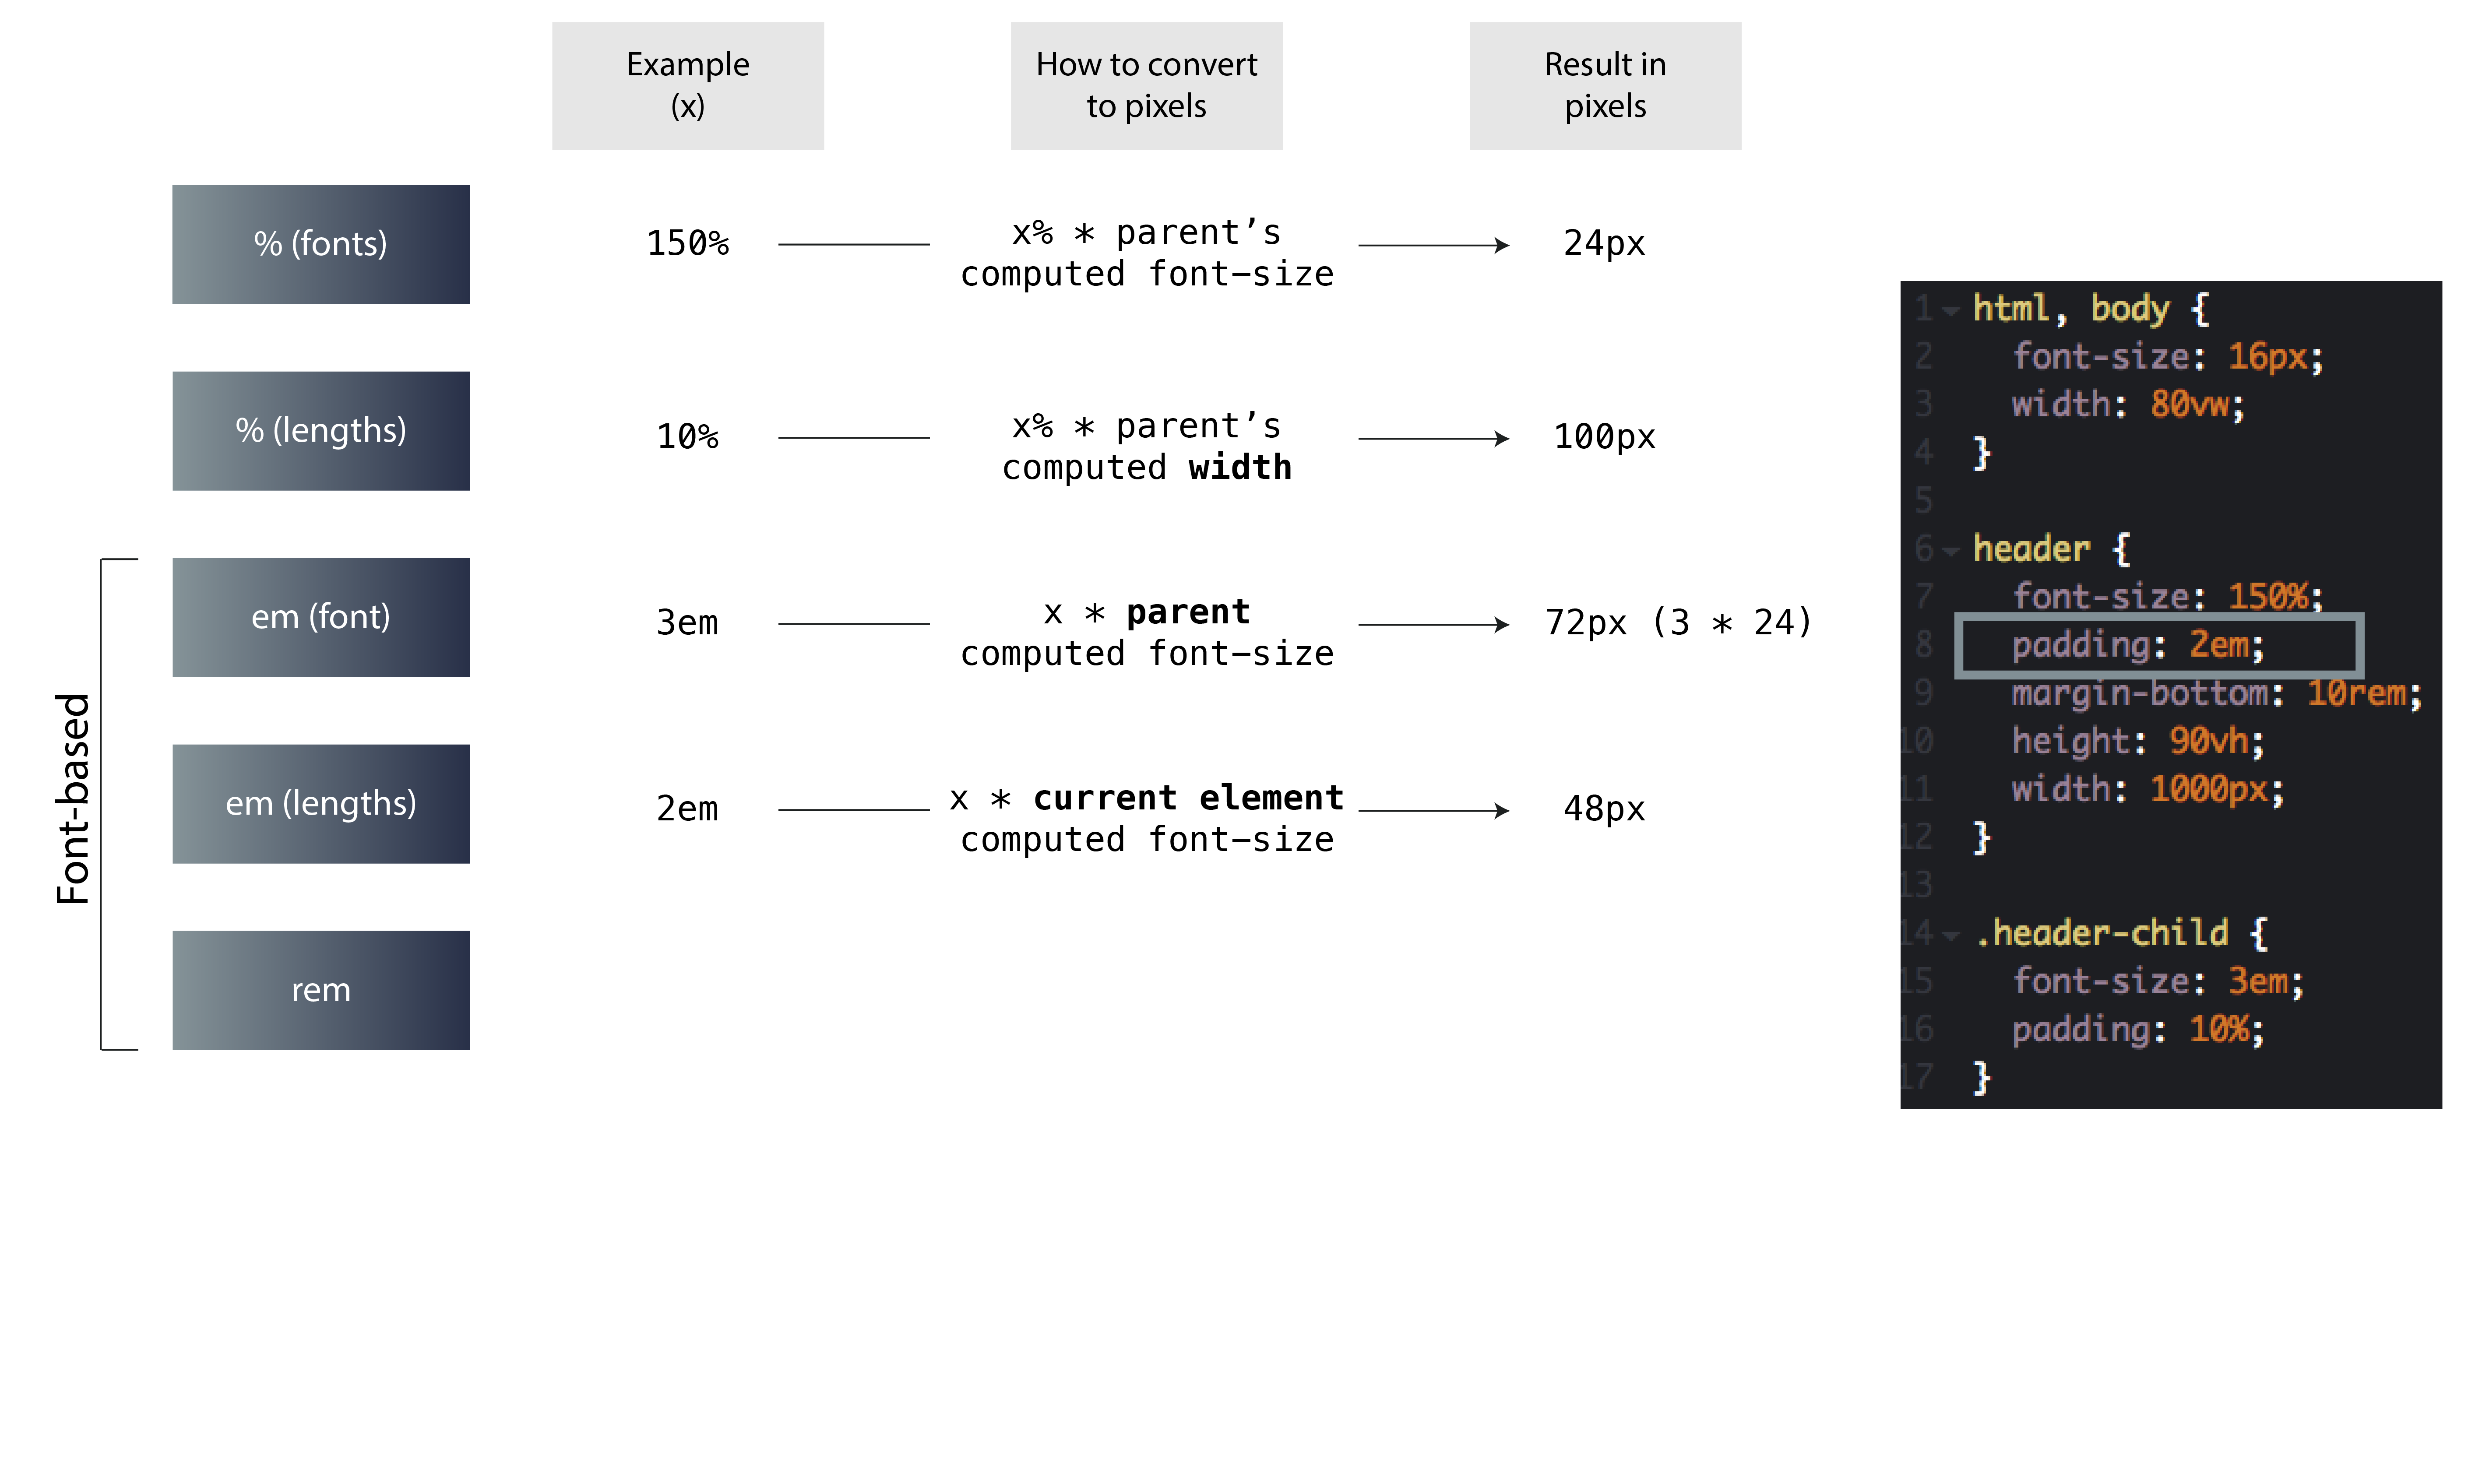 Example
(x)
How to convert
to pixels
Result in
pixels
% (fonts)
150%
x% * parent’s
computed font-size
24px
% (lengths)
10%
x% * parent’s
computed width
100px
Font-based
em (font)
3em
x * parent
computed font-size
72px (3 * 24)
em (lengths)
2em
x * current element
computed font-size
48px
rem
1 html, body {
2 font-size: 16px;
3 width: 80vw;
4 }
5
6 header {
7 font-size: 150%;
8 padding: 2em;
9 margin-bottom: 10rem;
10 height: 90vh;
11 width: 1000px;
12 }
13
14 .header-child {
15 font-size: 3em;
16 padding: 10%;
17 }